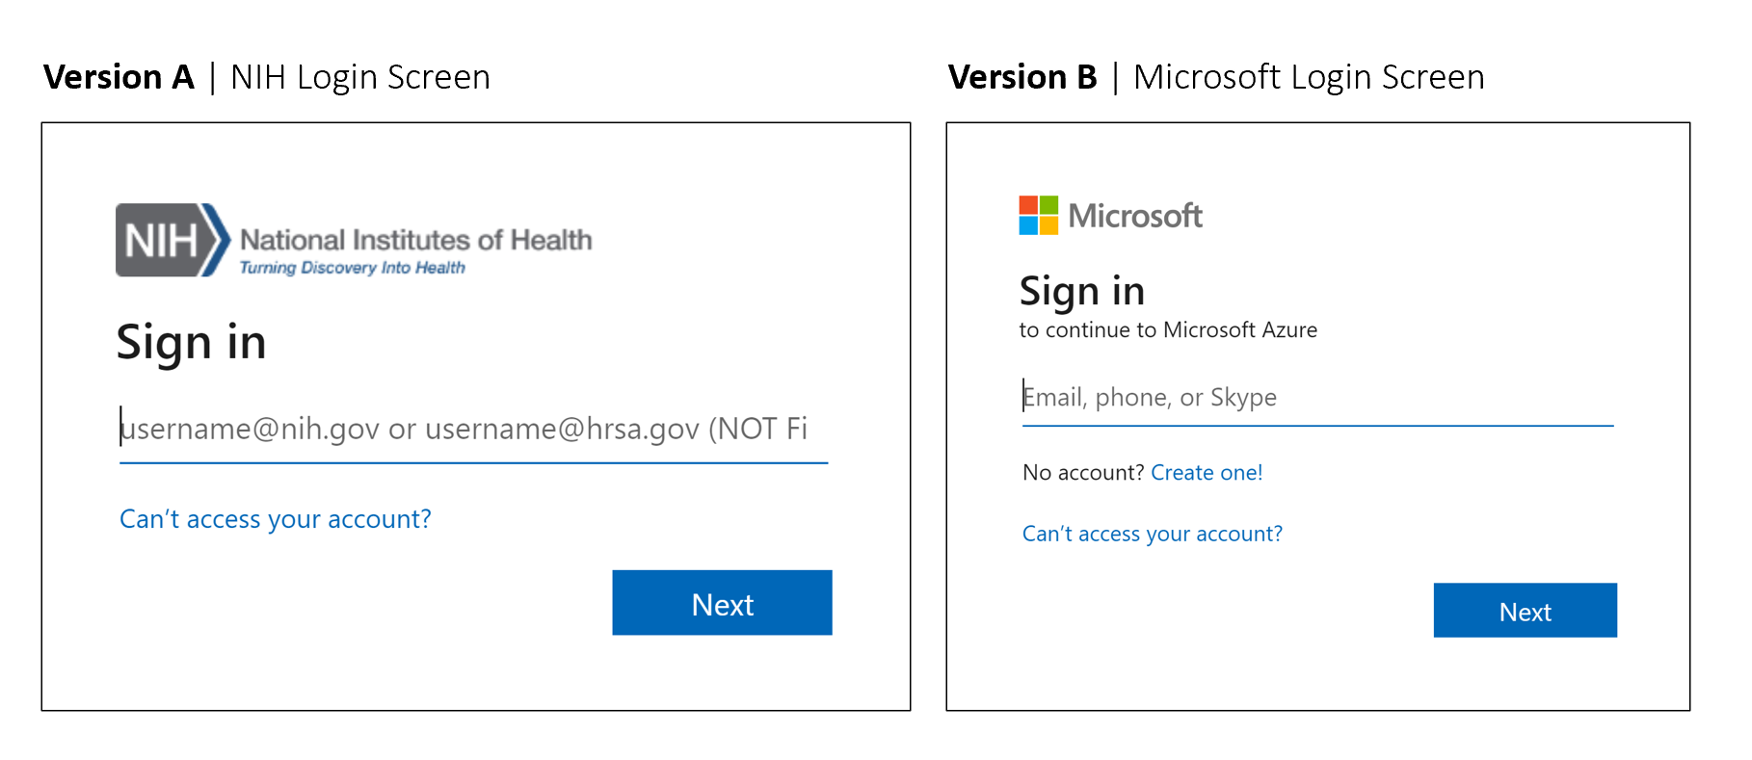 Version A | NIH Login Screen
NIH National Institutes of Health
Turning Discovery Into Health
Sign in
username@nih.gov or username@hrsa.gov (NOT Fi
Can't access your account?
Next
Version B | Microsoft Login Screen
Microsoft
Sign in
to continue to Microsoft Azure
Email, phone, or Skype
No account? Create one!
Can't access your account?
Next